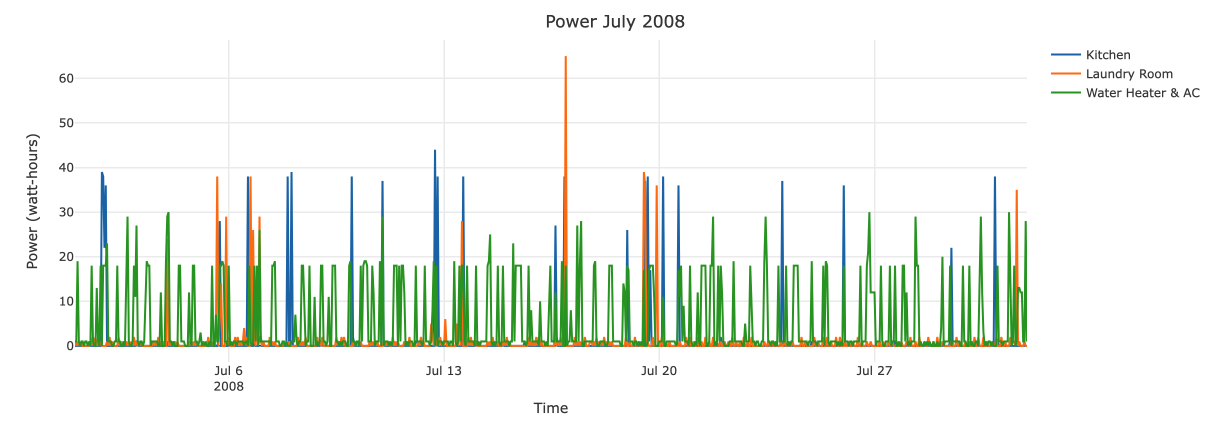 Power July 2008
Kitchen
Laundry Room
Water Heater & AC
Power (watt-hours)
60
50
40
30
20
10
0
Jul 6
2008
Jul 13
Jul 20
Jul 27
Time